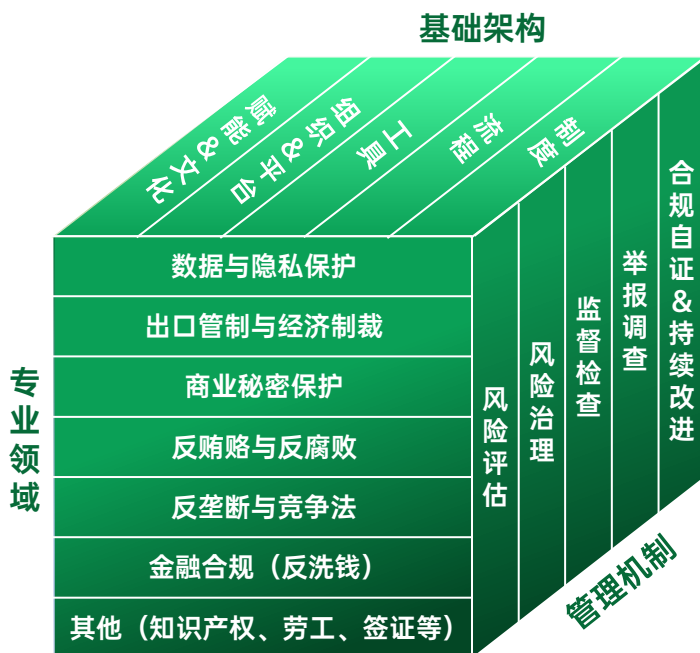 基础架构
赋能&文化
组织&平台
工具
流程
制度
专业领域
数据与隐私保护
出口管制与经济制裁
商业秘密保护
反贿赂与反腐败
反垄断与竞争法
金融合规（反洗钱）
其他（知识产权、劳工、签证等）
风险评估
风险治理
监督检查
举报调查
合规自证&持续改进
管理机制